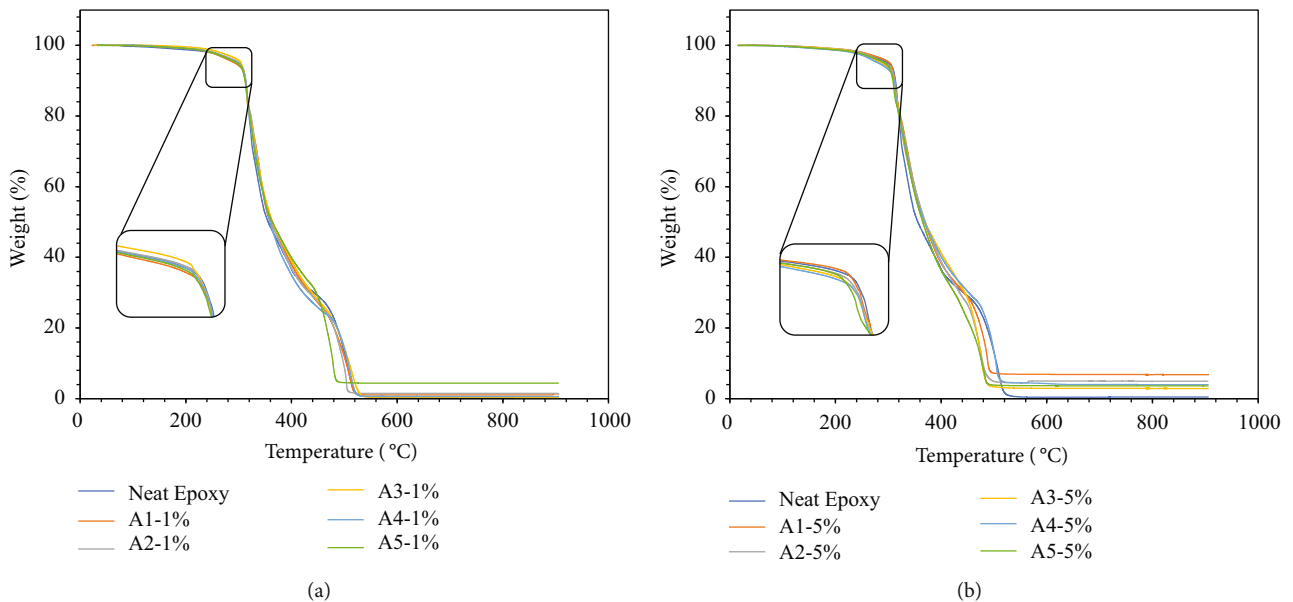 100
80
60
40
20
0
Weight (%)
0 200 400 600 800 1000
Temperature ( °C)
Neat Epoxy
A1-1%
A2-1%
A3-1%
A4-1%
A5-1%
(a)
100
80
60
40
20
0
Weight (%)
0 200 400 600 800 1000
Temperature ( °C)
Neat Epoxy
A1-5%
A2-5%
A3-5%
A4-5%
A5-5%
(b)